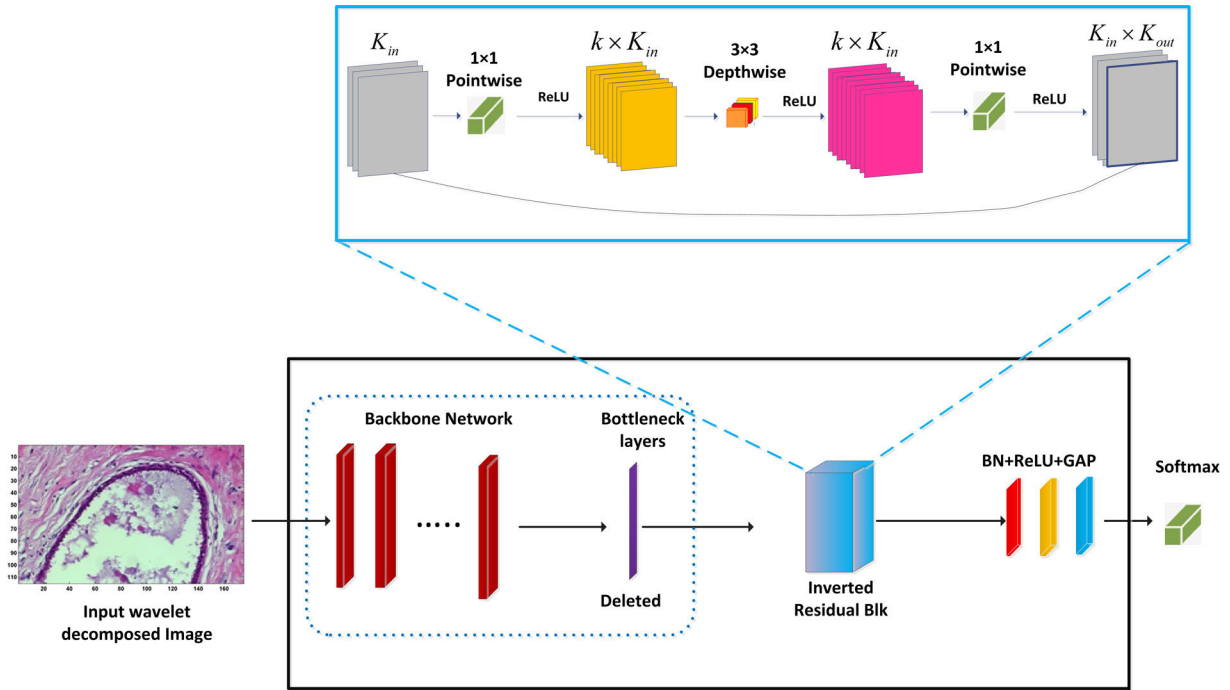 K_in
1×1
Pointwise
ReLU
k × K_in
3×3
Depthwise
ReLU
k × K_in
1×1
Pointwise
ReLU
K_in × K_out
Backbone Network
Bottleneck
layers
Deleted
Inverted
Residual Blk
BN+ReLU+GAP
Softmax
10
20
30
40
50
60
70
80
90
100
110
20 40 60 80 100 120 140 160
Input wavelet
decomposed Image